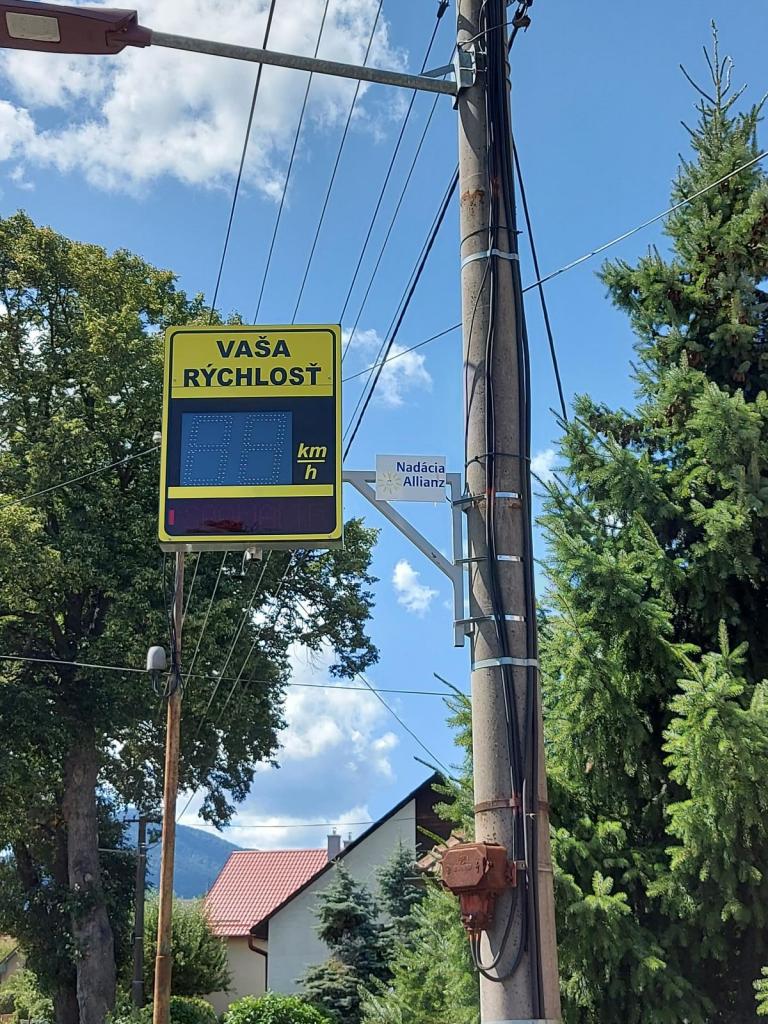 VAŠA
RÝCHLOSŤ
km
h
Nadácia
Allianz